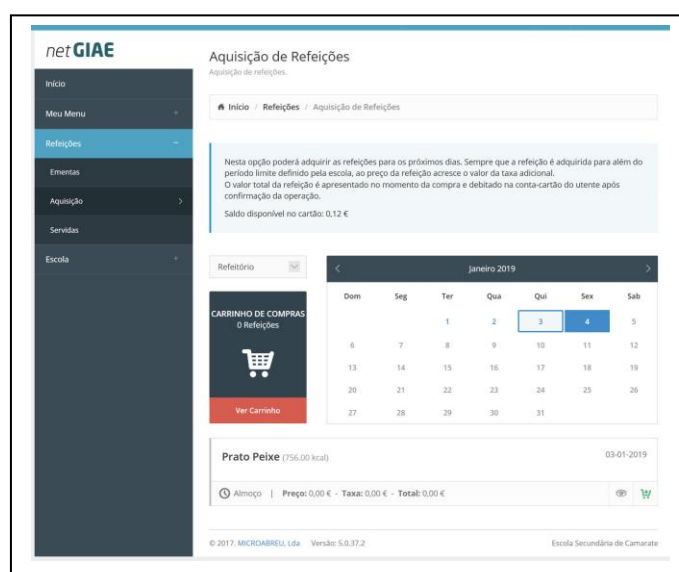 netGIAE
Início
Meu Menu +
Refeições -
Ementas
Aquisição >
Servidas
Escola +
Aquisição de Refeições
Aquisição de refeições.
Início / Refeições / Aquisição de Refeições
Nesta opção poderá adquirir as refeições para os próximos dias. Sempre que a refeição é adquirida para além do
período limite definido pela escola, ao preço da refeição acresce o valor da taxa adicional.
O valor total da refeição é apresentado no momento da compra e debitado na conta-cartão do utente após
confirmação da operação.
Saldo disponível no cartão: 0,12 €
Refeitório
CARRINHO DE COMPRAS
0 Refeições
Ver Carrinho
< Janeiro 2019 >
Dom Seg Ter Qua Qui Sex Sab
1 2 3 4 5
6 7 8 9 10 11 12
13 14 15 16 17 18 19
20 21 22 23 24 25 26
27 28 29 30 31
Prato Peixe (756.00 kcal) 03-01-2019
Almoço | Preço: 0,00 € - Taxa: 0,00 € - Total: 0,00 €
© 2017. MICROABREU, Lda Versão: 5.0.37.2 Escola Secundária de Camarate